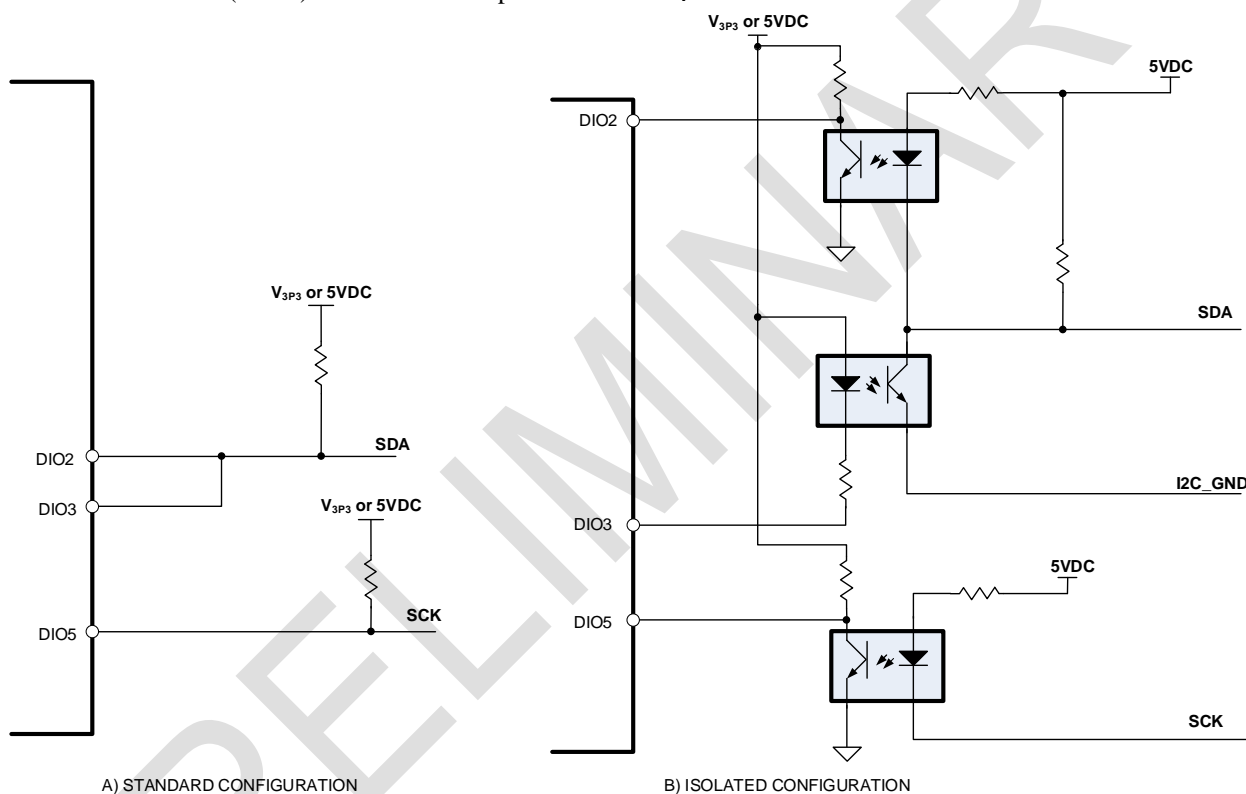 V3P3 or 5VDC
5VDC
DIO2
SDA
I2C_GND
DIO3
5VDC
DIO5
SCK
V3P3 or 5VDC
DIO2
SDA
DIO3
V3P3 or 5VDC
DIO5
SCK
A) STANDARD CONFIGURATION
B) ISOLATED CONFIGURATION
PRELIMINAR